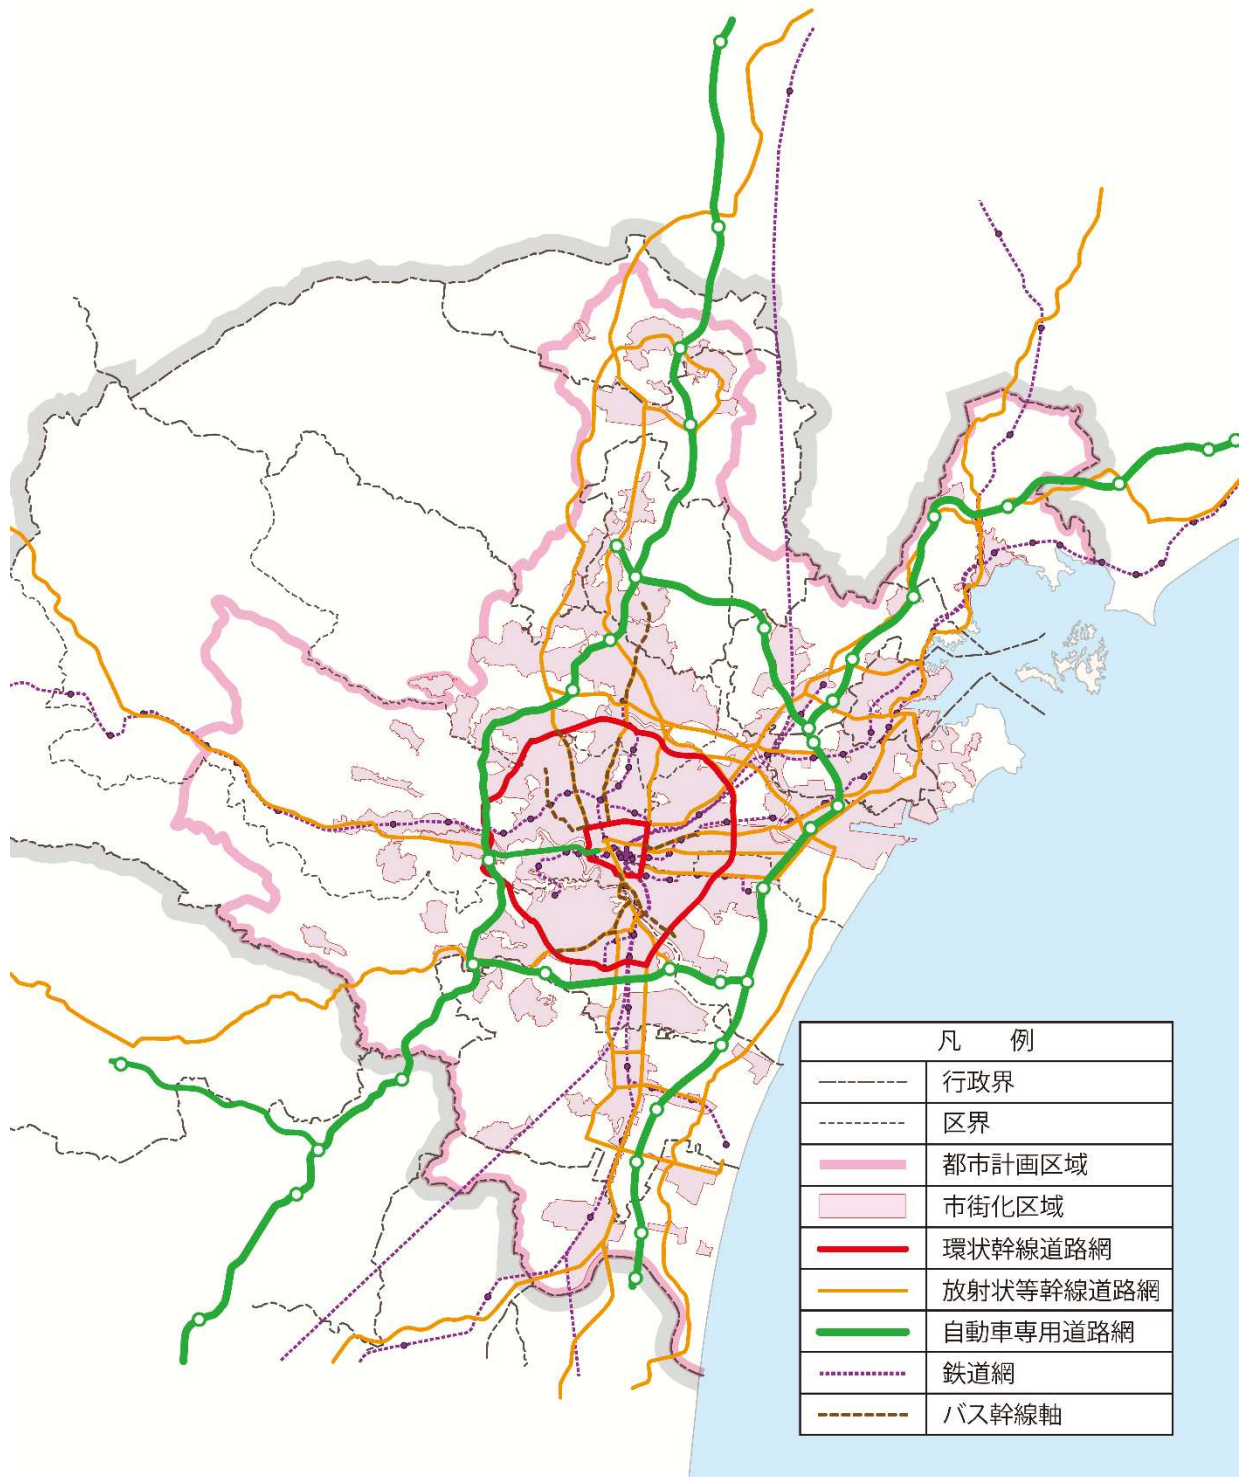 凡　例
行政界
区界
都市計画区域
市街化区域
環状幹線道路網
放射状等幹線道路網
自動車専用道路網
鉄道網
バス幹線軸